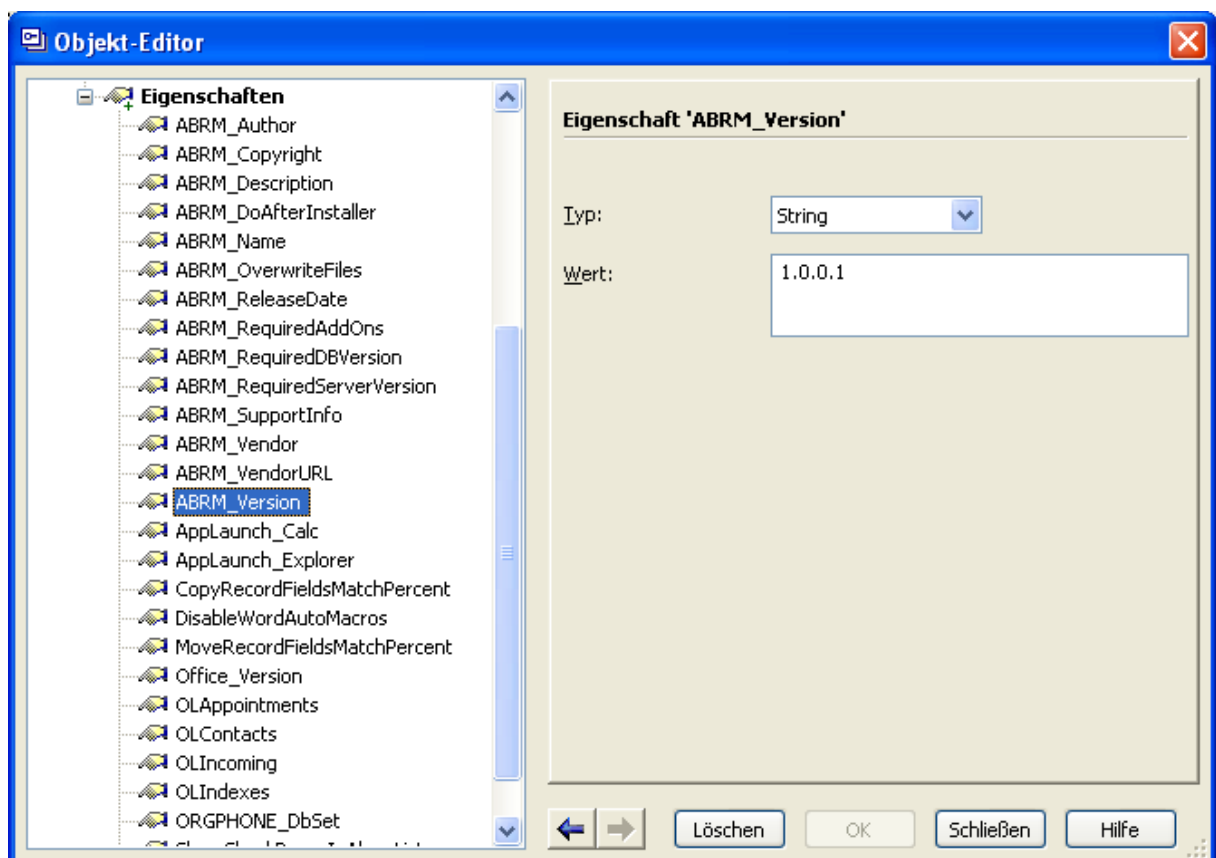 Objekt-Editor
Eigenschaften
ABRM_Author
ABRM_Copyright
ABRM_Description
ABRM_DoAfterInstaller
ABRM_Name
ABRM_OverwriteFiles
ABRM_ReleaseDate
ABRM_RequiredAddOns
ABRM_RequiredDBVersion
ABRM_RequiredServerVersion
ABRM_SupportInfo
ABRM_Vendor
ABRM_VendorURL
ABRM_Version
AppLaunch_Calc
AppLaunch_Explorer
CopyRecordFieldsMatchPercent
DisableWordAutoMacros
MoveRecordFieldsMatchPercent
Office_Version
OLAppointments
OLContacts
OLIncoming
OLIndexes
ORGPHONE_DbSet
Eigenschaft 'ABRM_Version'
Typ:
String
Wert:
1.0.0.1
Löschen
OK
Schließen
Hilfe